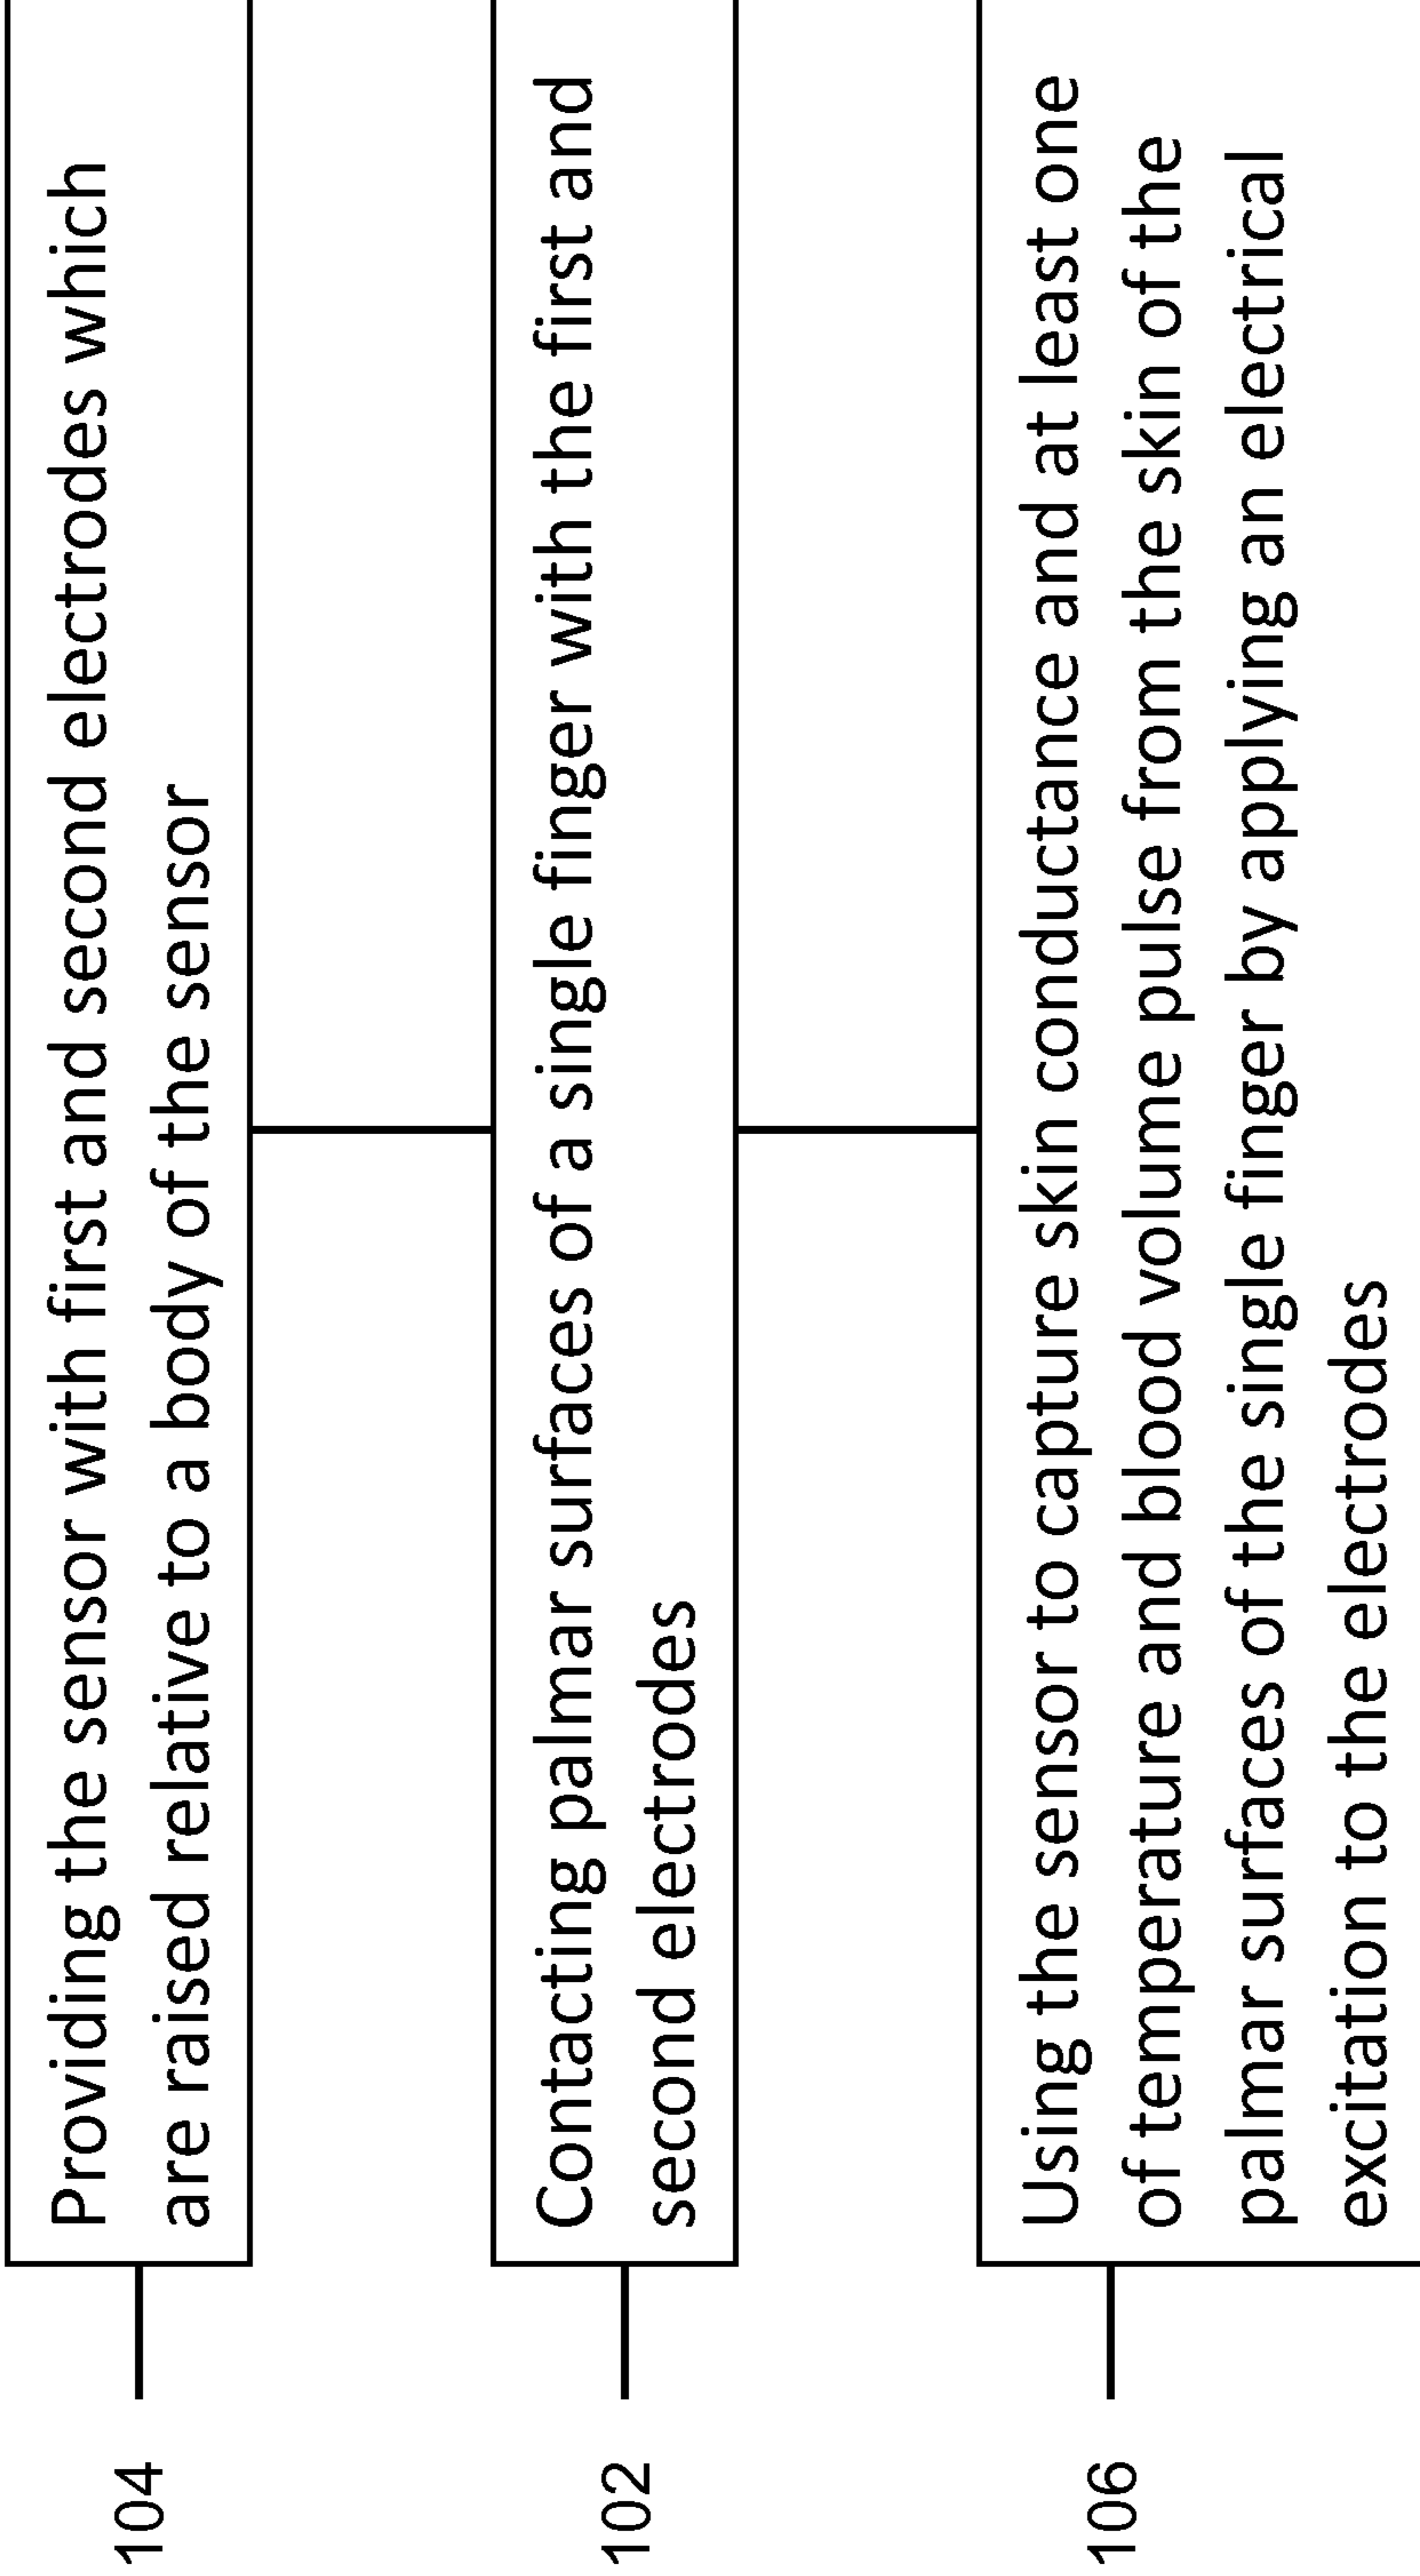 104
Providing the sensor with first and second electrodes which
are raised relative to a body of the sensor
102
Contacting palmar surfaces of a single finger with the first and
second electrodes
106
Using the sensor to capture skin conductance and at least one
of temperature and blood volume pulse from the skin of the
palmar surfaces of the single finger by applying an electrical
excitation to the electrodes